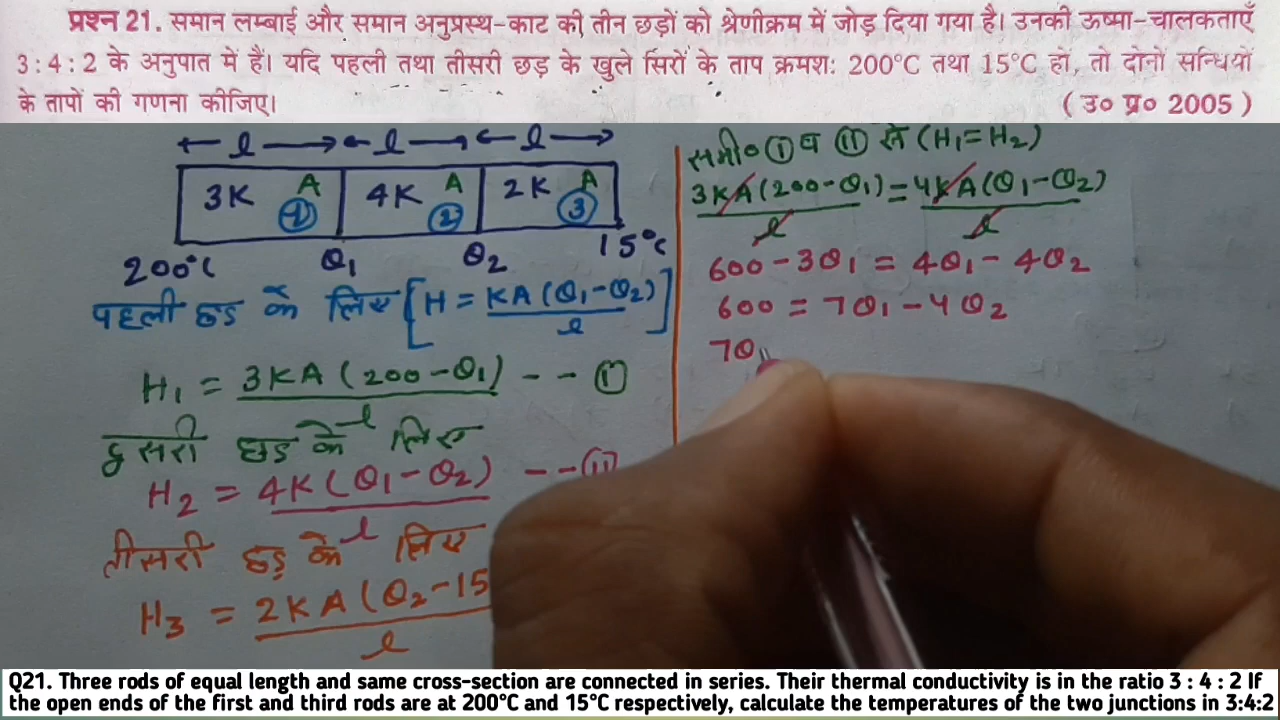 प्रश्न 21. समान लम्बाई और समान अनुप्रस्थ-काट की तीन छड़ों को श्रेणीक्रम में जोड़ दिया गया है। उनकी ऊष्मा-चालकताएँ
3 : 4 : 2 के अनुपात में हैं। यदि पहली तथा तीसरी छड़ के खुले सिरों के ताप क्रमशः 200°C तथा 15°C हों, तो दोनों सन्धियों
के तापों की गणना कीजिए। ( उ० प्र० 2005 )
l l l
3K A 4K A 2K A
1 2 3
200°C θ₁ θ₂ 15°C
पहली छड़ के लिए [H = KA(θ₁-θ₂)/l]
H₁ = 3KA(200-θ₁)/l - - ①
दूसरी छड़ के लिए
H₂ = 4K(θ₁-θ₂)/l - - ⑪
तीसरी छड़ के लिए
H₃ = 2KA(θ₂-15/l
समी० ① व ⑪ से (H₁=H₂)
3KA(200-θ₁)/l = 4KA(θ₁-θ₂)/l
600 - 3θ₁ = 4θ₁ - 4θ₂
600 = 7θ₁ - 4θ₂
7θ
Q21. Three rods of equal length and same cross-section are connected in series. Their thermal conductivity is in the ratio 3 : 4 : 2 If
the open ends of the first and third rods are at 200°C and 15°C respectively, calculate the temperatures of the two junctions in 3:4:2